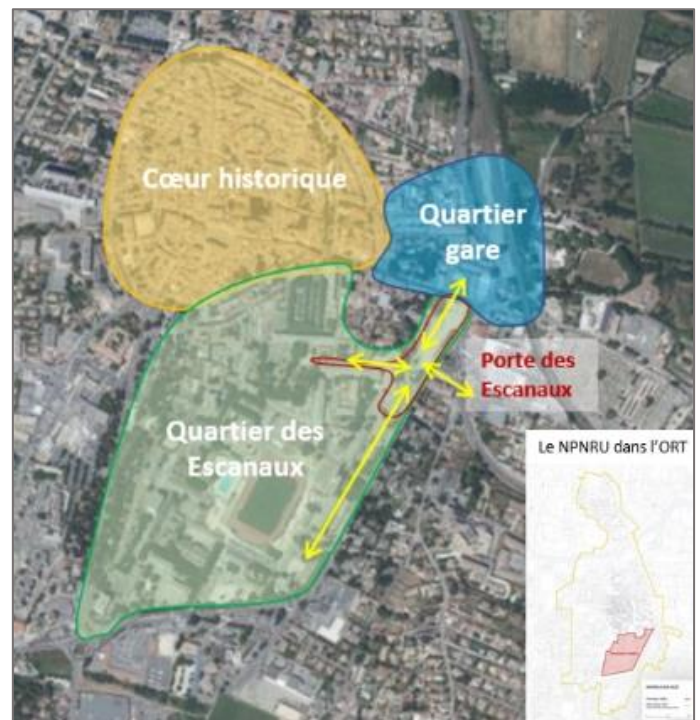 Cœur historique
Quartier
gare
Porte des
Escanaux
Quartier des
Escanaux
Le NPNRU dans l'ORT